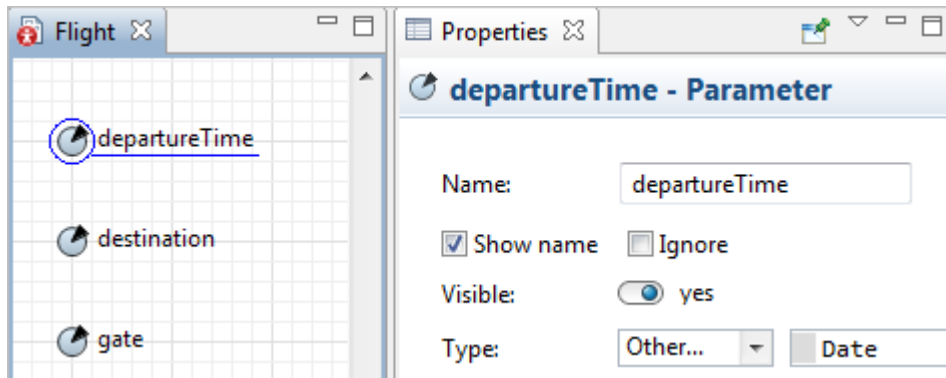 Flight
departureTime
destination
gate
Properties
departureTime - Parameter
Name: departureTime
Show name Ignore
Visible: yes
Type: Other... Date